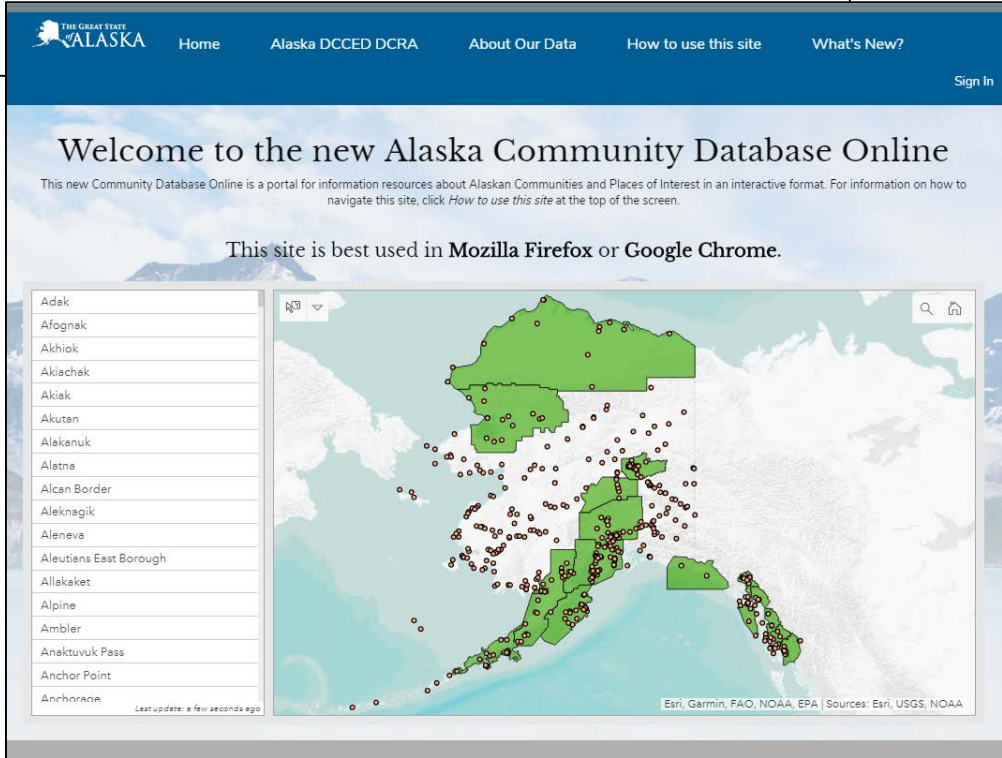 THE GREAT STATE
of ALASKA
Home
Alaska DCCED DCRA
About Our Data
How to use this site
What's New?
Sign In
Welcome to the new Alaska Community Database Online
This new Community Database Online is a portal for information resources about Alaskan Communities and Places of Interest in an interactive format. For information on how to
navigate this site, click How to use this site at the top of the screen.
This site is best used in Mozilla Firefox or Google Chrome.
Adak
Afognak
Akhiok
Akiachak
Akiak
Akutan
Alakanuk
Alatna
Alcan Border
Aleknagik
Aleneva
Aleutians East Borough
Allakaket
Alpine
Ambler
Anaktuvuk Pass
Anchor Point
Anchorage
Last update: a few seconds ago
Esri, Garmin, FAO, NOAA, EPA | Sources: Esri, USGS, NOAA